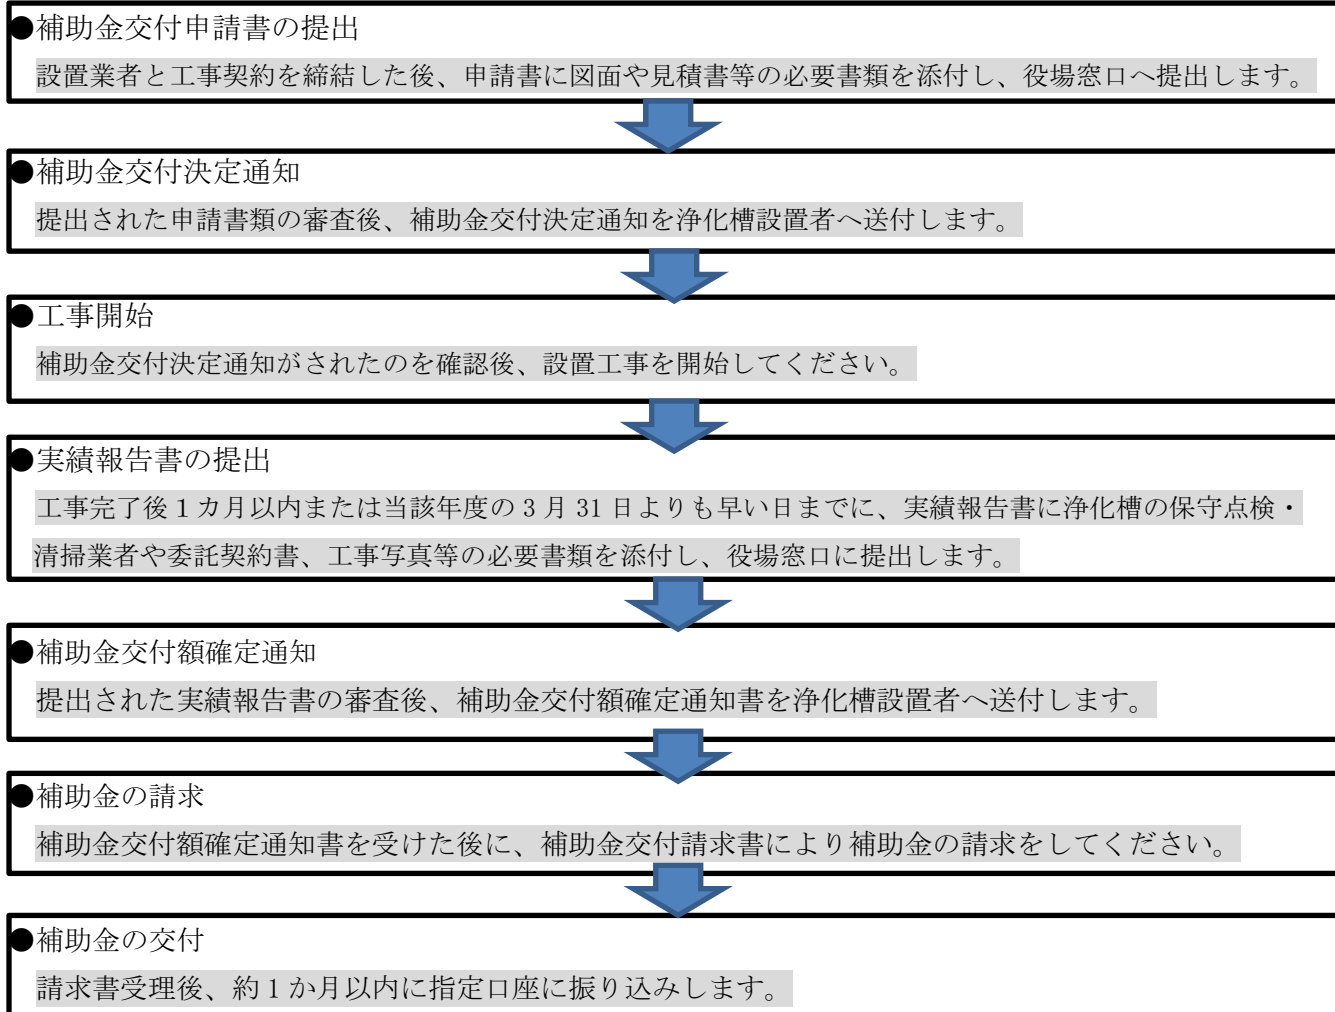 ●補助金交付申請書の提出
設置業者と工事契約を締結した後、申請書に図面や見積書等の必要書類を添付し、役場窓口へ提出します。
●補助金交付決定通知
提出された申請書類の審査後、補助金交付決定通知を浄化槽設置者へ送付します。
●工事開始
補助金交付決定通知がされたのを確認後、設置工事を開始してください。
●実績報告書の提出
工事完了後1カ月以内または当該年度の3月31日よりも早い日までに、実績報告書に浄化槽の保守点検・
清掃業者や委託契約書、工事写真等の必要書類を添付し、役場窓口に提出します。
●補助金交付額確定通知
提出された実績報告書の審査後、補助金交付額確定通知書を浄化槽設置者へ送付します。
●補助金の請求
補助金交付額確定通知書を受けた後に、補助金交付請求書により補助金の請求をしてください。
●補助金の交付
請求書受理後、約1か月以内に指定口座に振り込みします。